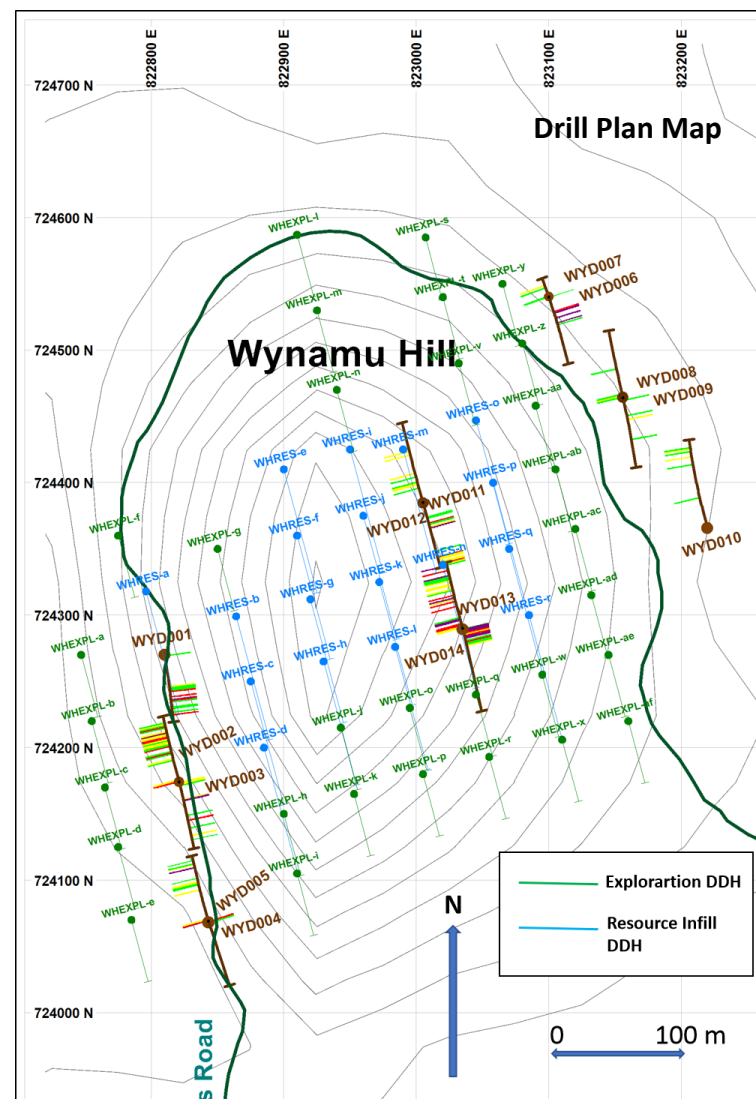 822800 E
822900 E
823000 E
823100 E
823200 E
724700 N
Drill Plan Map
724600 N
WHEXPL-l
WHEXPL-s
WHEXPL-y
WYD007
WYD006
WHEXPL-t
WHEXPL-m
WHEXPL-z
724500 N
Wynamu Hill
WHEXPL-v
WHEXPL-n
WYD008
WYD009
WHEXPL-aa
WHRES-o
WHRES-i
WHRES-m
WHRES-e
WHEXPL-ab
WHRES-p
724400 N
WYD011
WYD012
WYD010
WHRES-j
WHRES-f
WHEXPL-f
WHEXPL-g
WHRES-q
WHEXPL-ac
WHRES-n
WHRES-a
WHRES-k
WHRES-g
WHRES-b
724300 N
WYD013
WHRES-r
WHEXPL-ad
WYD014
WHRES-l
WHRES-h
WHEXPL-a
WYD001
WHRES-c
WHEXPL-q
WHEXPL-w
WHEXPL-ae
WHEXPL-b
WHEXPL-o
WHEXPL-j
WHRES-d
724200 N
WYD002
WYD003
WHEXPL-c
WHEXPL-r
WHEXPL-x
WHEXPL-af
WHEXPL-p
WHEXPL-k
WHEXPL-h
WHEXPL-d
724100 N
WHEXPL-i
WHEXPL-e
WYD005
WYD004
Explorartion DDH
Resource Infill
DDH
N
724000 N
s Road
0 100 m